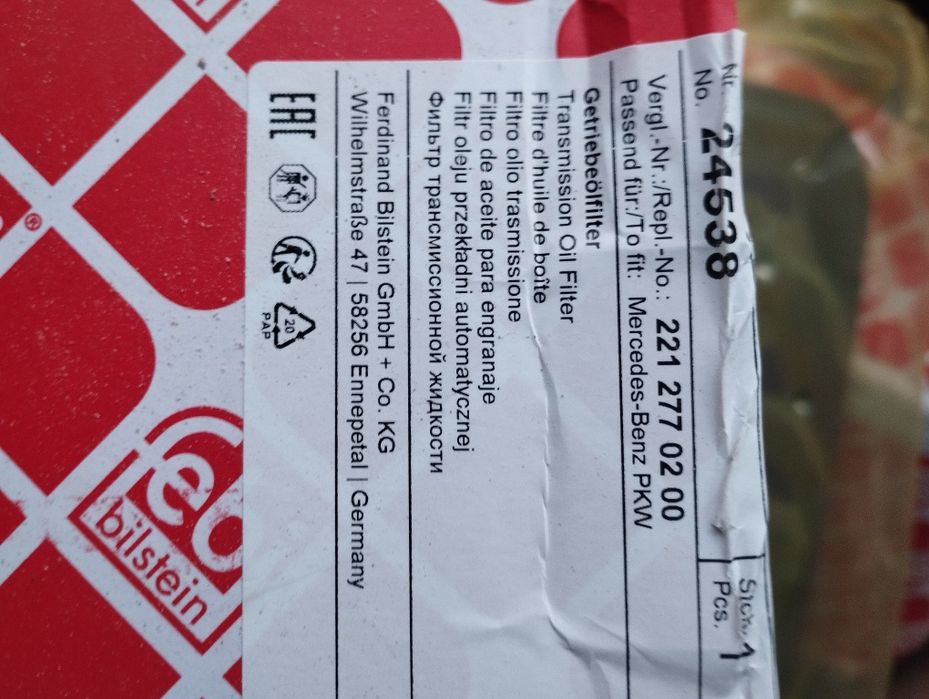 Nr.
No. 24538
Stck. 1
Pcs.
Vergl.-Nr.:/Repl.-No.: 221 277 02 00
Passend für:/To fit: Mercedes-Benz PKW
Getriebeölfilter
Transmission Oil Filter
Filtre d'huile de boîte
Filtro olio trasmissione
Filtro de aceite para engranaje
Filtr oleju przekładni automatycznej
Фильтр трансмиссионной жидкости
Ferdinand Bilstein GmbH + Co. KG
Wilhelmstraße 47 | 58256 Ennepetal | Germany
EAC
20
PAP
®
feb
bilstein